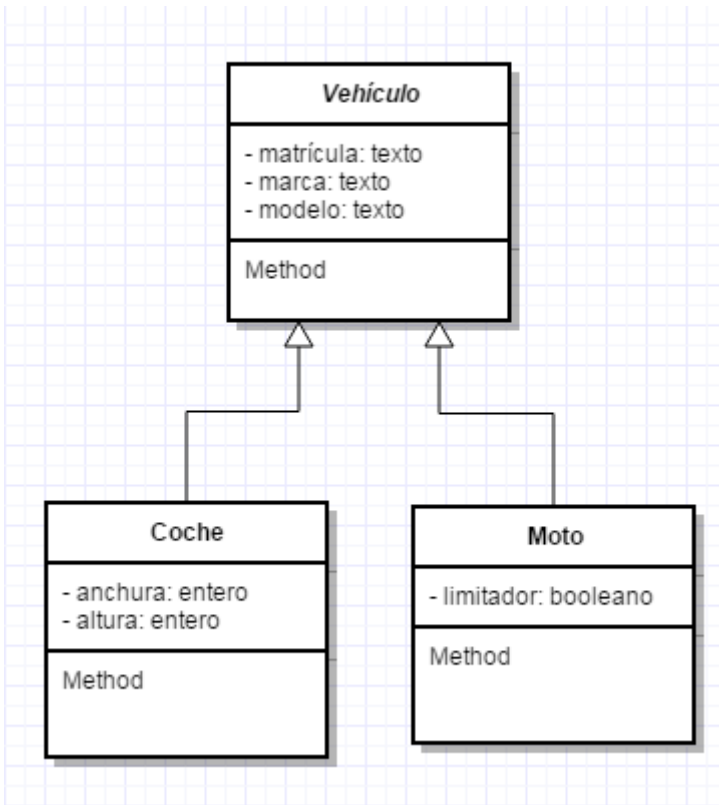 Vehículo
- matrícula: texto
- marca: texto
- modelo: texto
Method
Coche
- anchura: entero
- altura: entero
Method
Moto
- limitador: booleano
Method